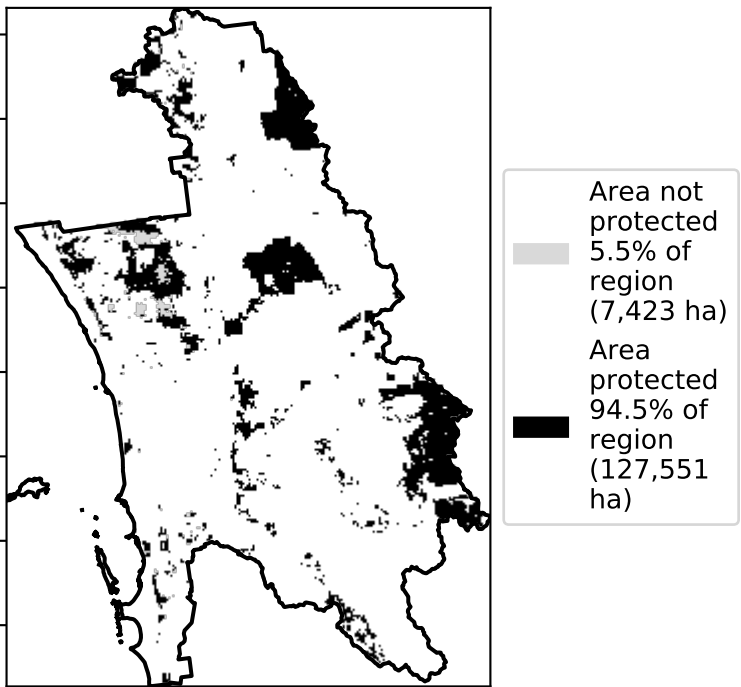 Area not
protected
5.5% of
region
(7,423 ha)
Area
protected
94.5% of
region
(127,551
ha)